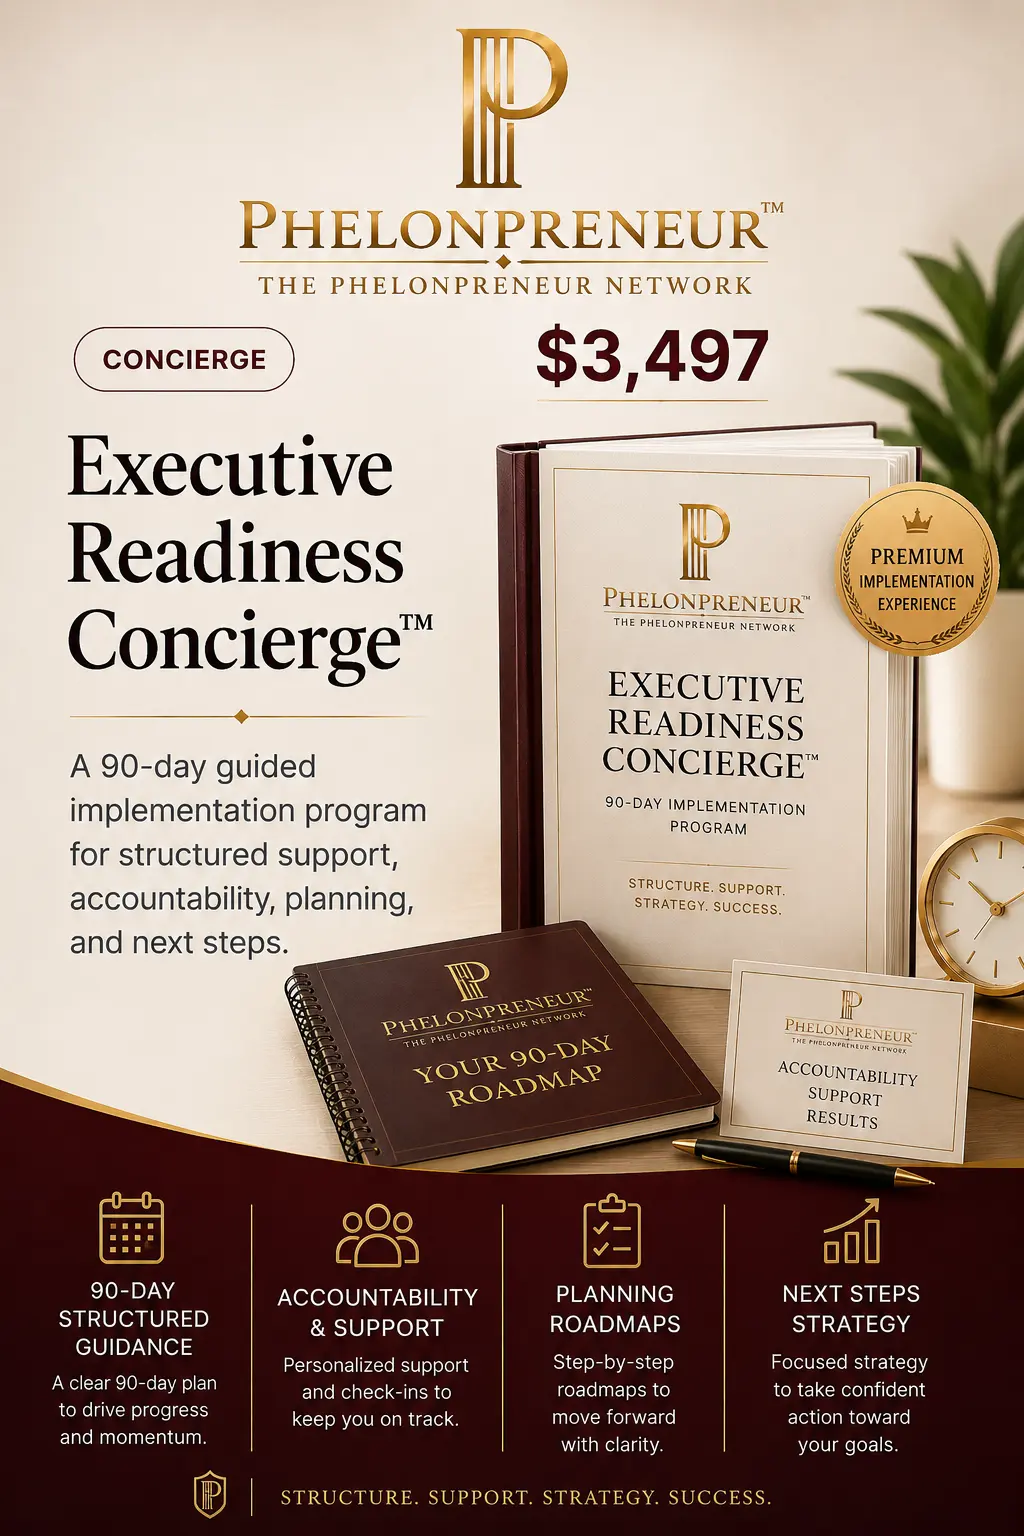 PHELONPRENEUR™
THE PHELONPRENEUR NETWORK
CONCIERGE
$3,497
Executive
Readiness
Concierge™
A 90-day guided
implementation program
for structured support,
accountability, planning,
and next steps.
PHELONPRENEUR™
THE PHELONPRENEUR NETWORK
EXECUTIVE
READINESS
CONCIERGE™
90-DAY IMPLEMENTATION
PROGRAM
STRUCTURE. SUPPORT.
STRATEGY. SUCCESS.
PREMIUM
IMPLEMENTATION
EXPERIENCE
PHELONPRENEUR™
THE PHELONPRENEUR NETWORK
YOUR 90-DAY
ROADMAP
PHELONPRENEUR™
THE PHELONPRENEUR NETWORK
ACCOUNTABILITY
SUPPORT
RESULTS
90-DAY
STRUCTURED
GUIDANCE
A clear 90-day plan
to drive progress
and momentum.
ACCOUNTABILITY
& SUPPORT
Personalized support
and check-ins to
keep you on track.
PLANNING
ROADMAPS
Step-by-step
roadmaps to
move forward
with clarity.
NEXT STEPS
STRATEGY
Focused strategy
to take confident
action toward
your goals.
STRUCTURE. SUPPORT. STRATEGY. SUCCESS.